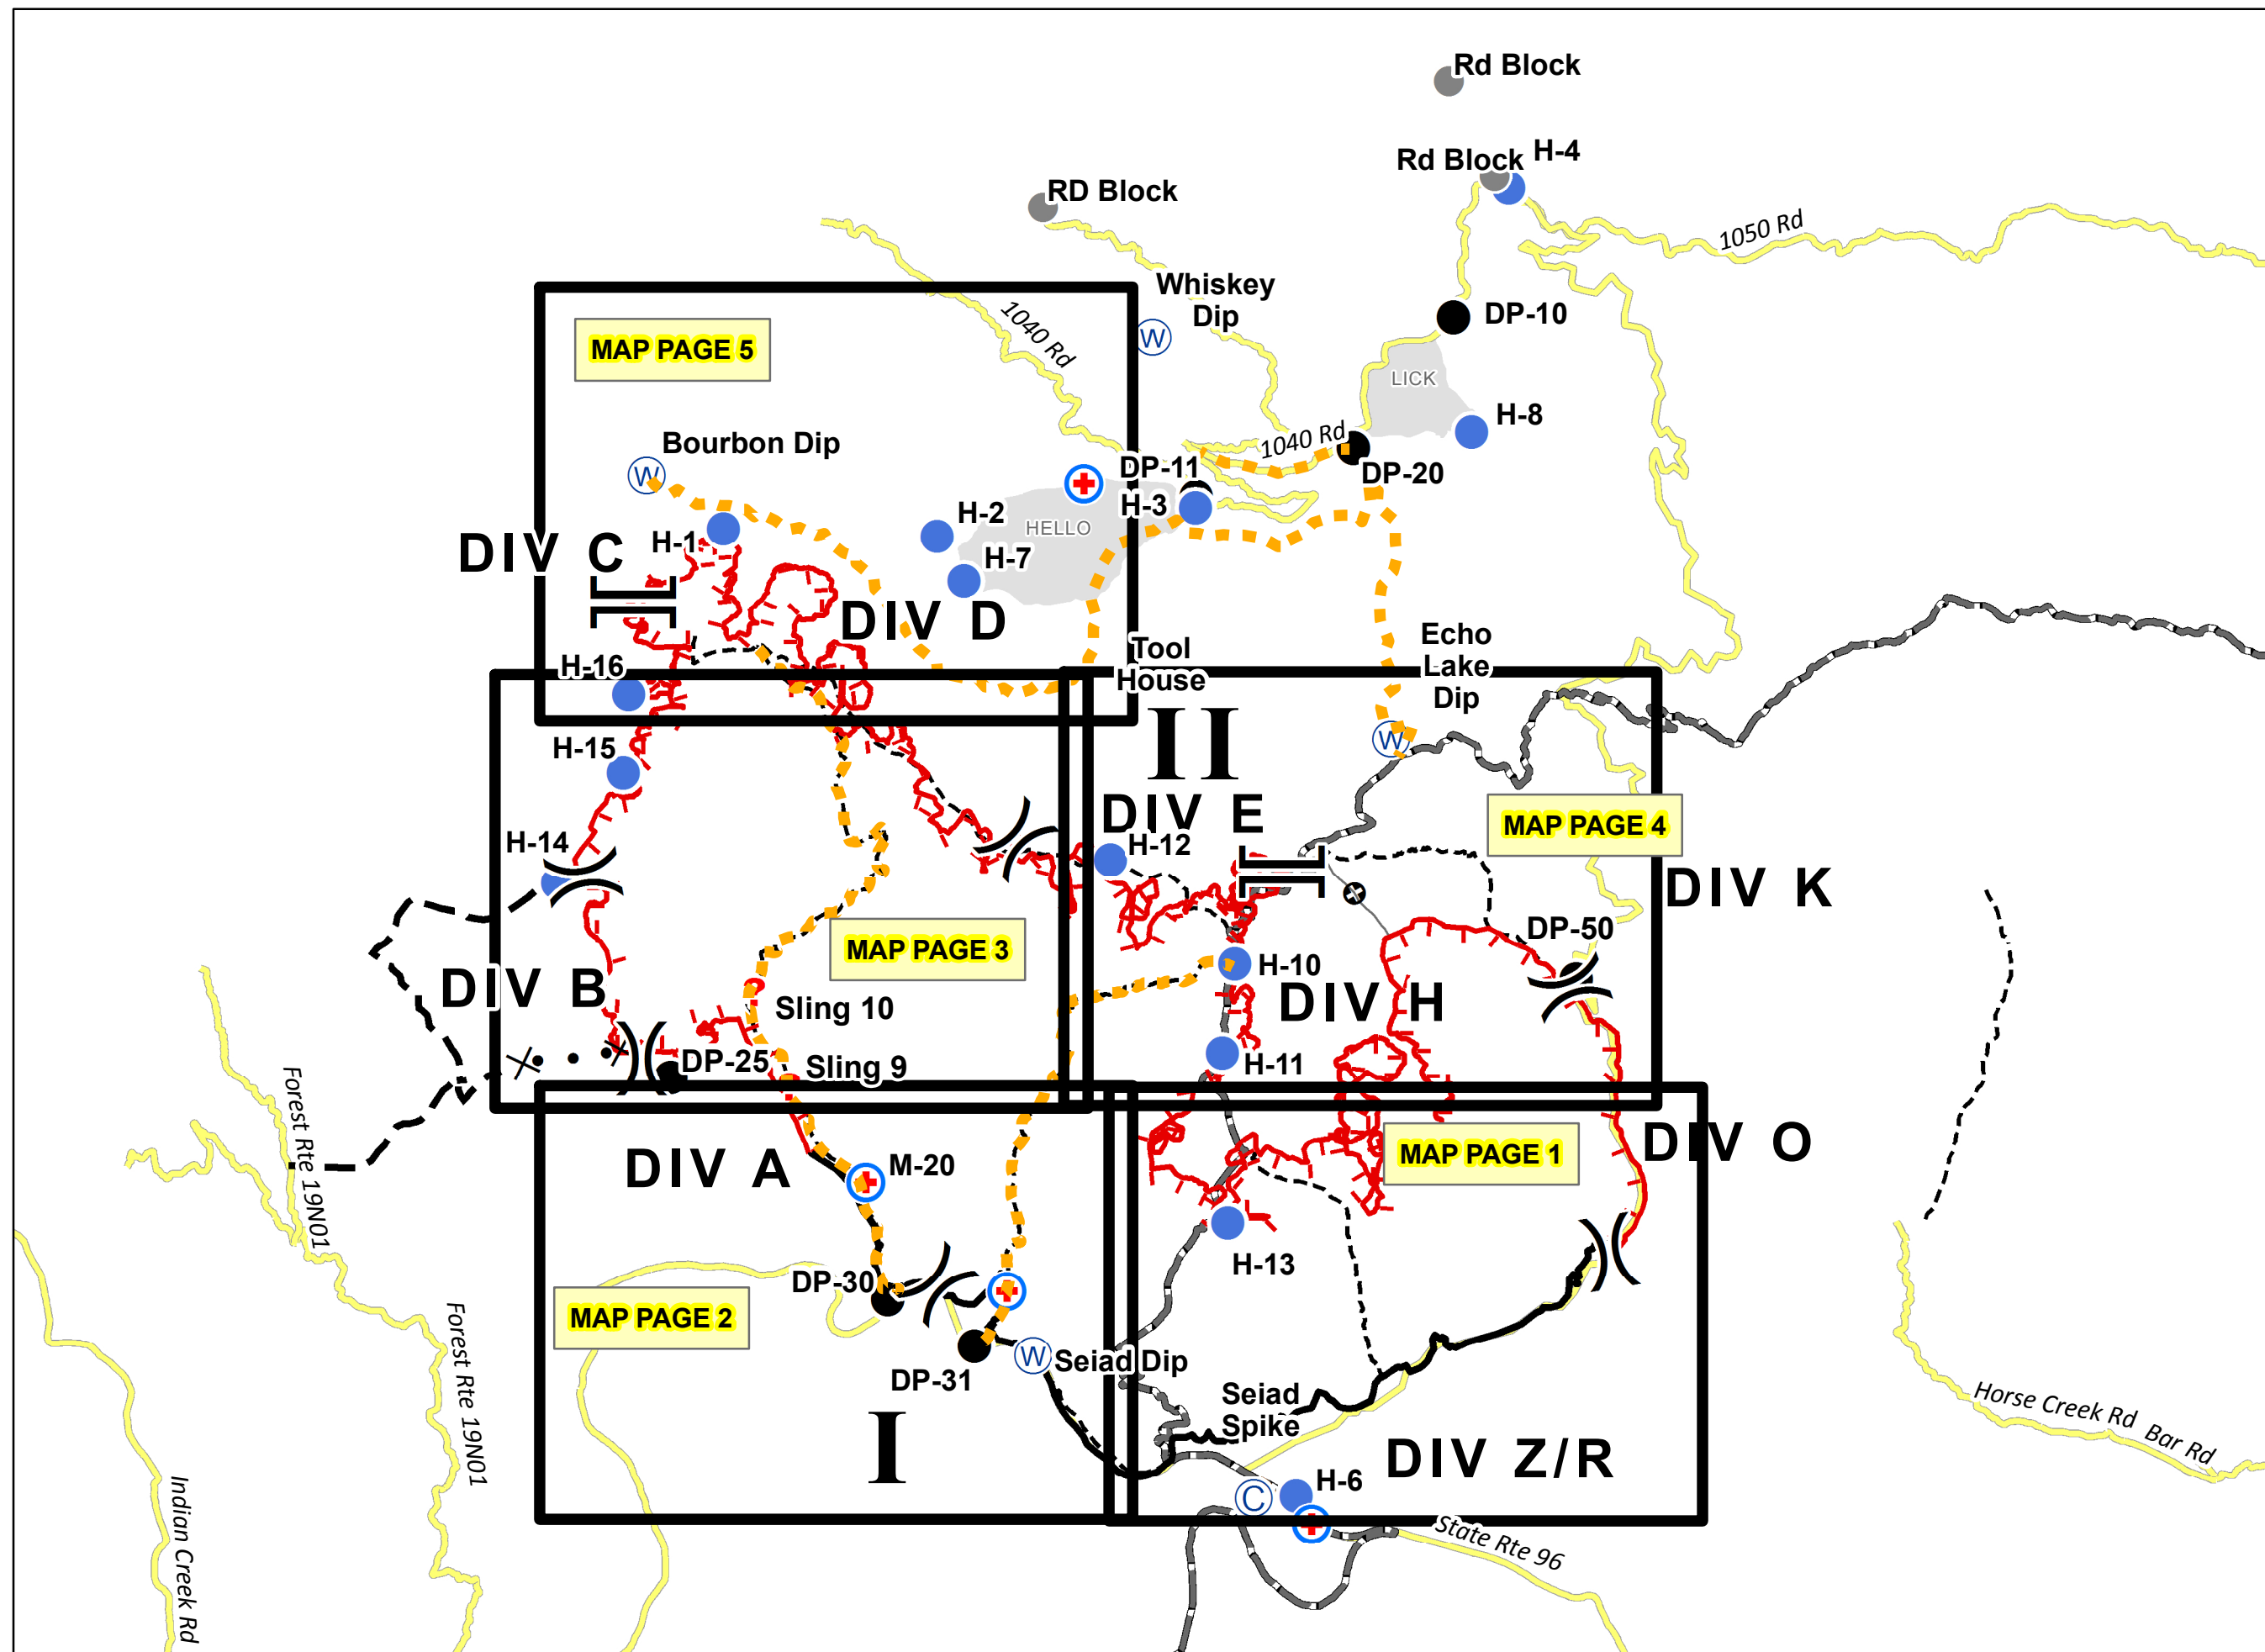 Rd Block
Rd Block
H-4
RD Block
1050 Rd
Whiskey
Dip
W
1040 Rd
DP-10
MAP PAGE 5
LICK
H-8
1040 Rd
Bourbon Dip
W
DP-11
DP-20
H-3
H-2
HELLO
H-1
DIV C
H-7
DIV D
Tool
House
Echo
Lake
Dip
H-16
II
W
H-15
DIV E
MAP PAGE 4
H-14
H-12
DIV K
DP-50
MAP PAGE 3
H-10
DIV B
DIV H
Sling 10
DP-25
Sling 9
H-11
Forest Rte 19N01
DIV A
M-20
MAP PAGE 1
DIV O
H-13
DP-30
MAP PAGE 2
Forest Rte 19N01
DP-31
W
Seiad Dip
Seiad
Spike
Horse Creek Rd
Bar Rd
I
DIV Z/R
H-6
C
State Rte 96
Indian Creek Rd